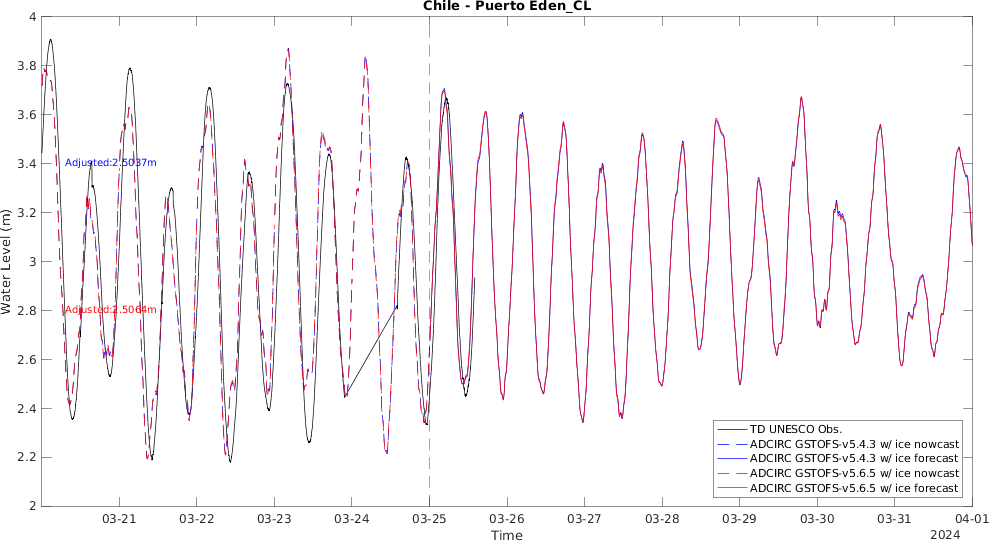 Chile - Puerto Eden_CL
4
3.8
3.6
3.4
3.2
3
2.8
2.6
2.4
2.2
2
Water Level (m)
Adjusted:2.5037m
Adjusted:2.5064m
TD UNESCO Obs.
ADCIRC GSTOFS-v5.4.3 w/ ice nowcast
ADCIRC GSTOFS-v5.4.3 w/ ice forecast
ADCIRC GSTOFS-v5.6.5 w/ ice nowcast
ADCIRC GSTOFS-v5.6.5 w/ ice forecast
03-21 03-22 03-23 03-24 03-25 03-26 03-27 03-28 03-29 03-30 03-31 04-01
Time
2024